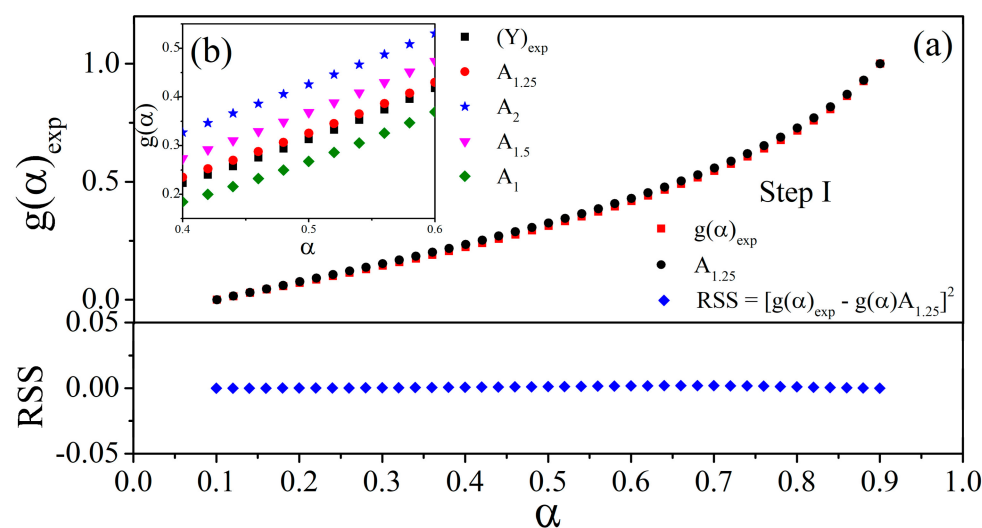 (b)
(a)
(Y)exp
A1.25
A2
A1.5
A1
0.5
0.4
0.3
0.2
g(α)
0.4
0.5
0.6
α
1.0
0.5
0.0
g(α)exp
Step I
g(α)exp
A1.25
RSS = [g(α)exp - g(α)A1.25]2
0.05
0.00
-0.05
RSS
0.0 0.1 0.2 0.3 0.4 0.5 0.6 0.7 0.8 0.9 1.0
α